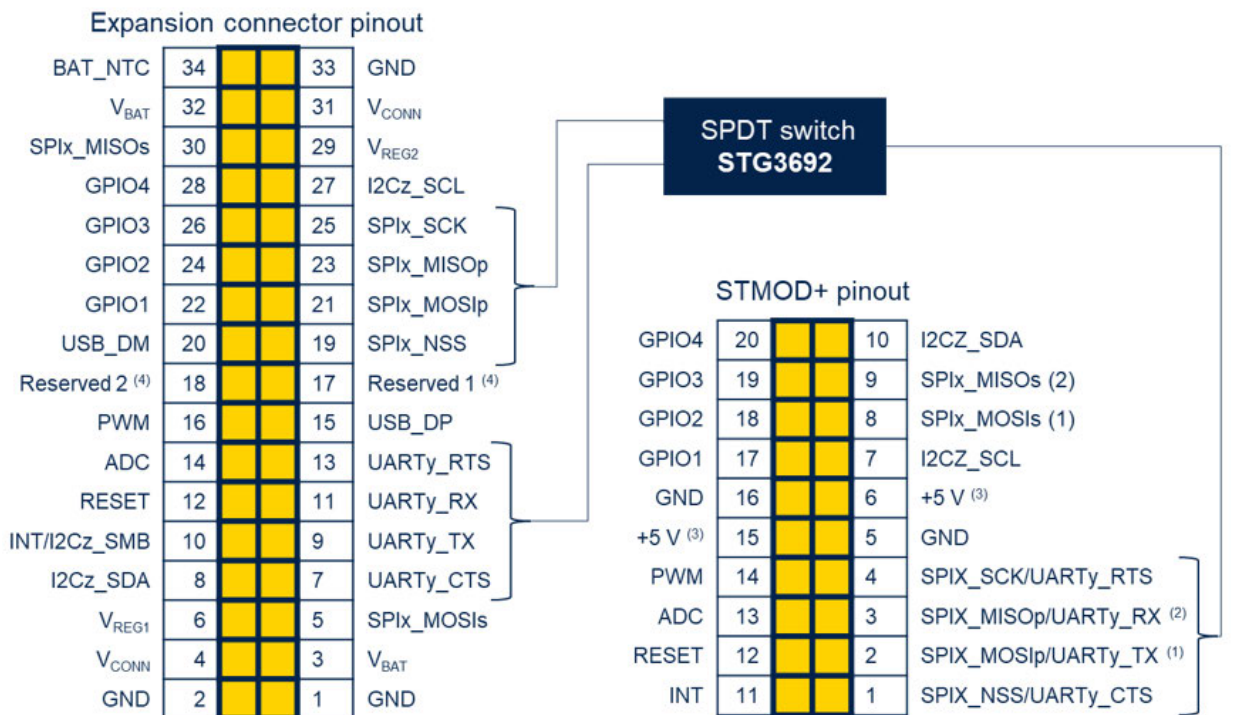 Expansion connector pinout
BAT_NTC 34 33 GND
VBAT 32 31 VCONN
SPIx_MISOs 30 29 VREG2
GPIO4 28 27 I2Cz_SCL
GPIO3 26 25 SPIx_SCK
GPIO2 24 23 SPIx_MISOp
GPIO1 22 21 SPIx_MOSIp
USB_DM 20 19 SPIx_NSS
Reserved 2 (4) 18 17 Reserved 1 (4)
PWM 16 15 USB_DP
ADC 14 13 UARTy_RTS
RESET 12 11 UARTy_RX
INT/I2Cz_SMB 10 9 UARTy_TX
I2Cz_SDA 8 7 UARTy_CTS
VREG1 6 5 SPIx_MOSIs
VCONN 4 3 VBAT
GND 2 1 GND
SPDT switch
STG3692
STMOD+ pinout
GPIO4 20 10 I2CZ_SDA
GPIO3 19 9 SPIx_MISOs (2)
GPIO2 18 8 SPIx_MOSIs (1)
GPIO1 17 7 I2CZ_SCL
GND 16 6 +5 V (3)
+5 V (3) 15 5 GND
PWM 14 4 SPIX_SCK/UARTy_RTS
ADC 13 3 SPIX_MISOp/UARTy_RX (2)
RESET 12 2 SPIX_MOSIp/UARTy_TX (1)
INT 11 1 SPIX_NSS/UARTy_CTS